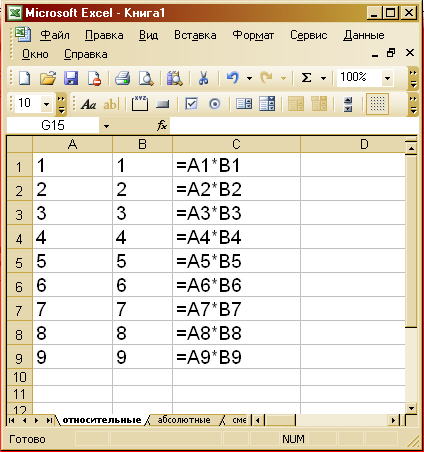 Microsoft Excel - Книга1
Файл Правка Вид Вставка Формат Сервис Данные
Окно Справка
Σ 100%
10 Aa ab| XYZ
G15 fx
A B C D
1 1 1 =A1*B1
2 2 2 =A2*B2
3 3 3 =A3*B3
4 4 4 =A4*B4
5 5 5 =A5*B5
6 6 6 =A6*B6
7 7 7 =A7*B7
8 8 8 =A8*B8
9 9 9 =A9*B9
10
11
12
относительные абсолютные сме
Готово NUM